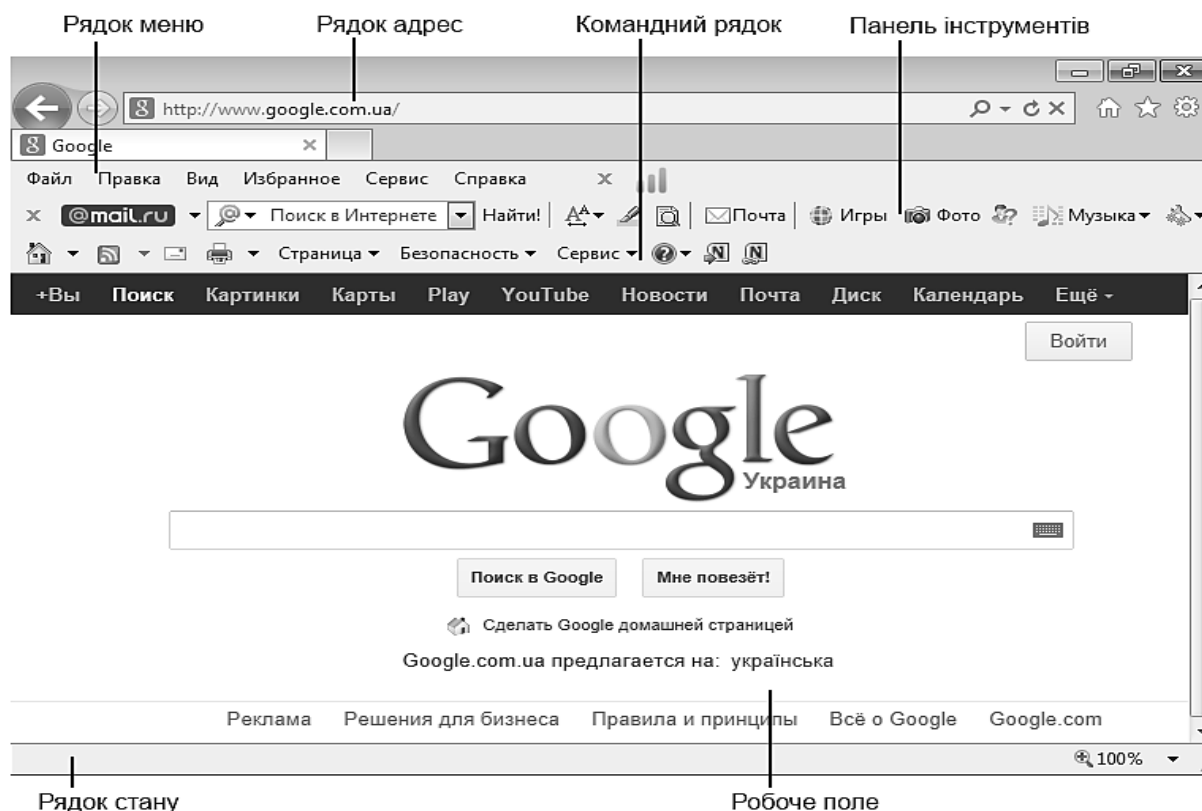 Рядок меню Рядок адрес Командний рядок Панель інструментів
http://www.google.com.ua/
Google
Файл Правка Вид Избранное Сервис Справка
@mail.ru Поиск в Интернете Найти! Почта Игры Фото Музыка
Страница Безопасность Сервис
+Вы Поиск Картинки Карты Play YouTube Новости Почта Диск Календарь Ещё
Войти
Google
Украина
Поиск в Google Мне повезёт!
Сделать Google домашней страницей
Google.com.ua предлагается на: українська
Реклама Решения для бизнеса Правила и принципы Всё о Google Google.com
100%
Рядок стану Робоче поле